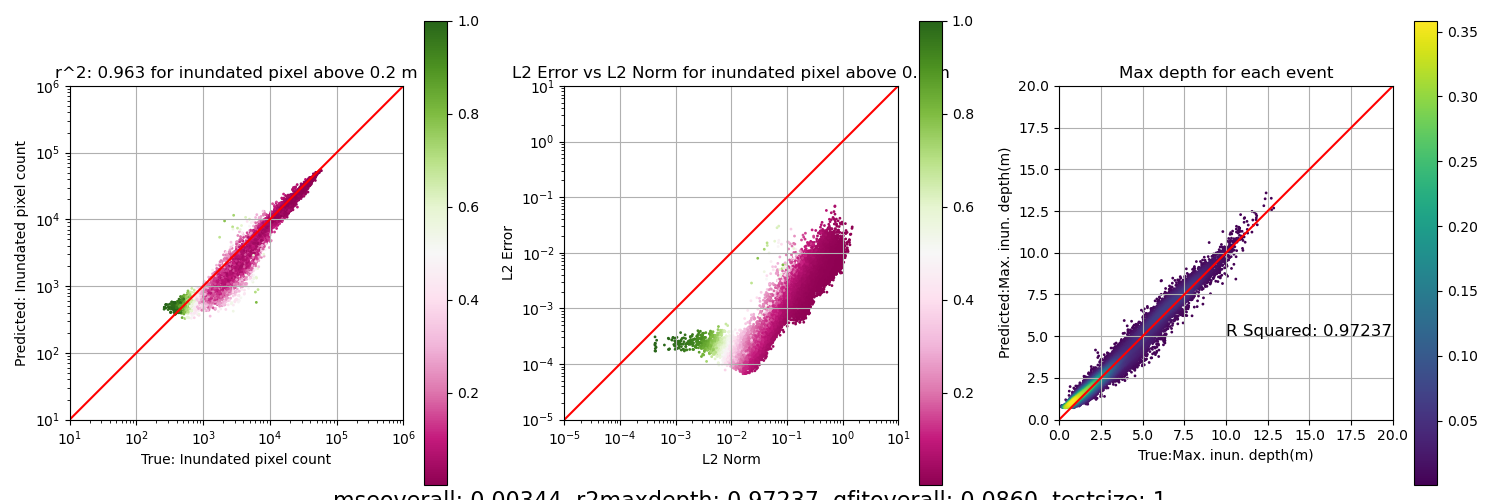 r^2: 0.963 for inundated pixel above 0.2 m
10^6
10^5
10^4
10^3
10^2
10^1
10^1 10^2 10^3 10^4 10^5 10^6
Predicted: Inundated pixel count
True: Inundated pixel count
1.0
0.8
0.6
0.4
0.2
L2 Error vs L2 Norm for inundated pixel above 0.
10^1
10^0
10^−1
10^−2
10^−3
10^−4
10^−5
10^−5 10^−4 10^−3 10^−2 10^−1 10^0 10^1
L2 Error
L2 Norm
1.0
0.8
0.6
0.4
0.2
Max depth for each event
20.0
17.5
15.0
12.5
10.0
7.5
5.0
2.5
0.0
0.0 2.5 5.0 7.5 10.0 12.5 15.0 17.5 20.0
Predicted:Max. inun. depth(m)
True:Max. inun. depth(m)
R Squared: 0.97237
0.35
0.30
0.25
0.20
0.15
0.10
0.05
mseoverall: 0.00344, r2maxdepth: 0.97237, gfitoverall: 0.0860, testsize: 1